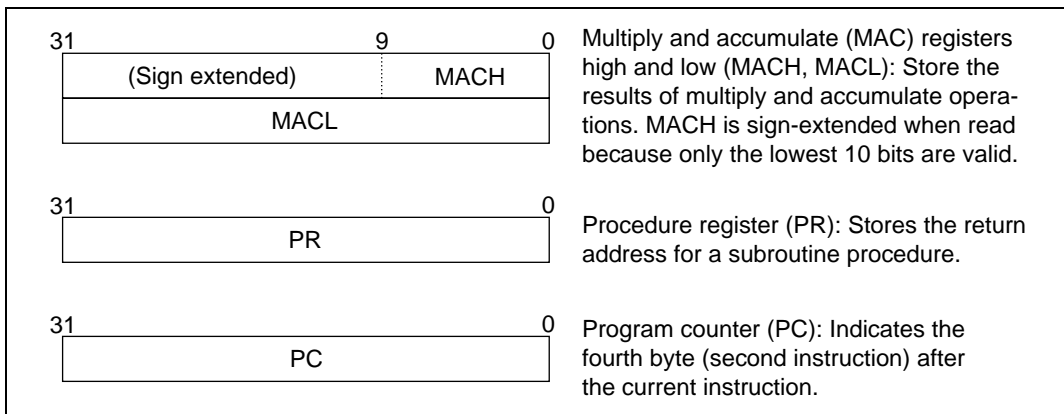 31 9 0
(Sign extended) MACH
MACL
Multiply and accumulate (MAC) registers
high and low (MACH, MACL): Store the
results of multiply and accumulate opera-
tions. MACH is sign-extended when read
because only the lowest 10 bits are valid.
31 0
PR
Procedure register (PR): Stores the return
address for a subroutine procedure.
31 0
PC
Program counter (PC): Indicates the
fourth byte (second instruction) after
the current instruction.